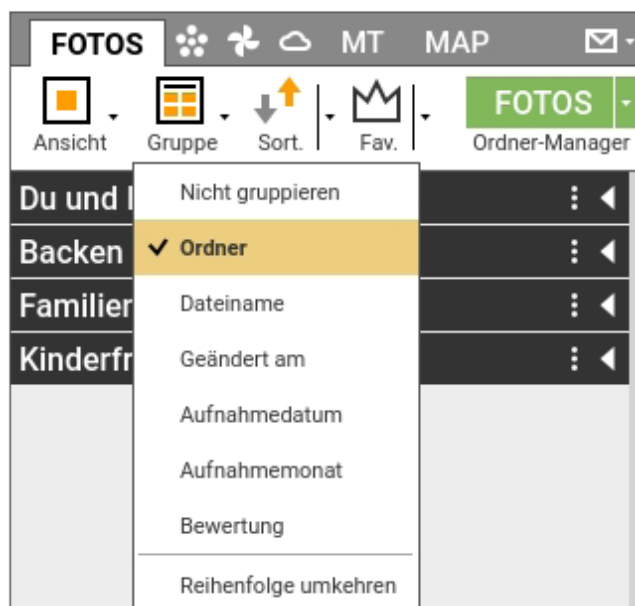 FOTOS MT MAP
Ansicht Gruppe Sort. Fav. FOTOS
Ordner-Manager
Du und
Nicht gruppieren
Backen
Ordner
Familien
Dateiname
Kinderfr
Geändert am
Aufnahmedatum
Aufnahmemonat
Bewertung
Reihenfolge umkehren